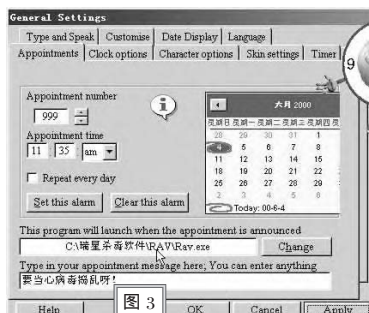 General Settings
Type and Speak Customise Date Display Language
Appointments Clock options Character options Skin settings Timer
9
Appointment number
999
Appointment time
11 35 am
Repeat every day
Set this alarm Clear this alarm
六月 2000
星期日 星期一 星期二 星期三 星期四 星
28 29 30 31 1
4 5 6 7 8
11 12 13 14 15
18 19 20 21 22
25 26 27 28 29
2 3 4 5 6
Today: 00-6-4
This program will launch when the appointment is announced
C:\瑞星杀毒软件\RAV\Rav.exe Change
Type in your appointment message here, You can enter anything
要当心病毒捣乱呀!
图 3
Help OK Cancel Apply